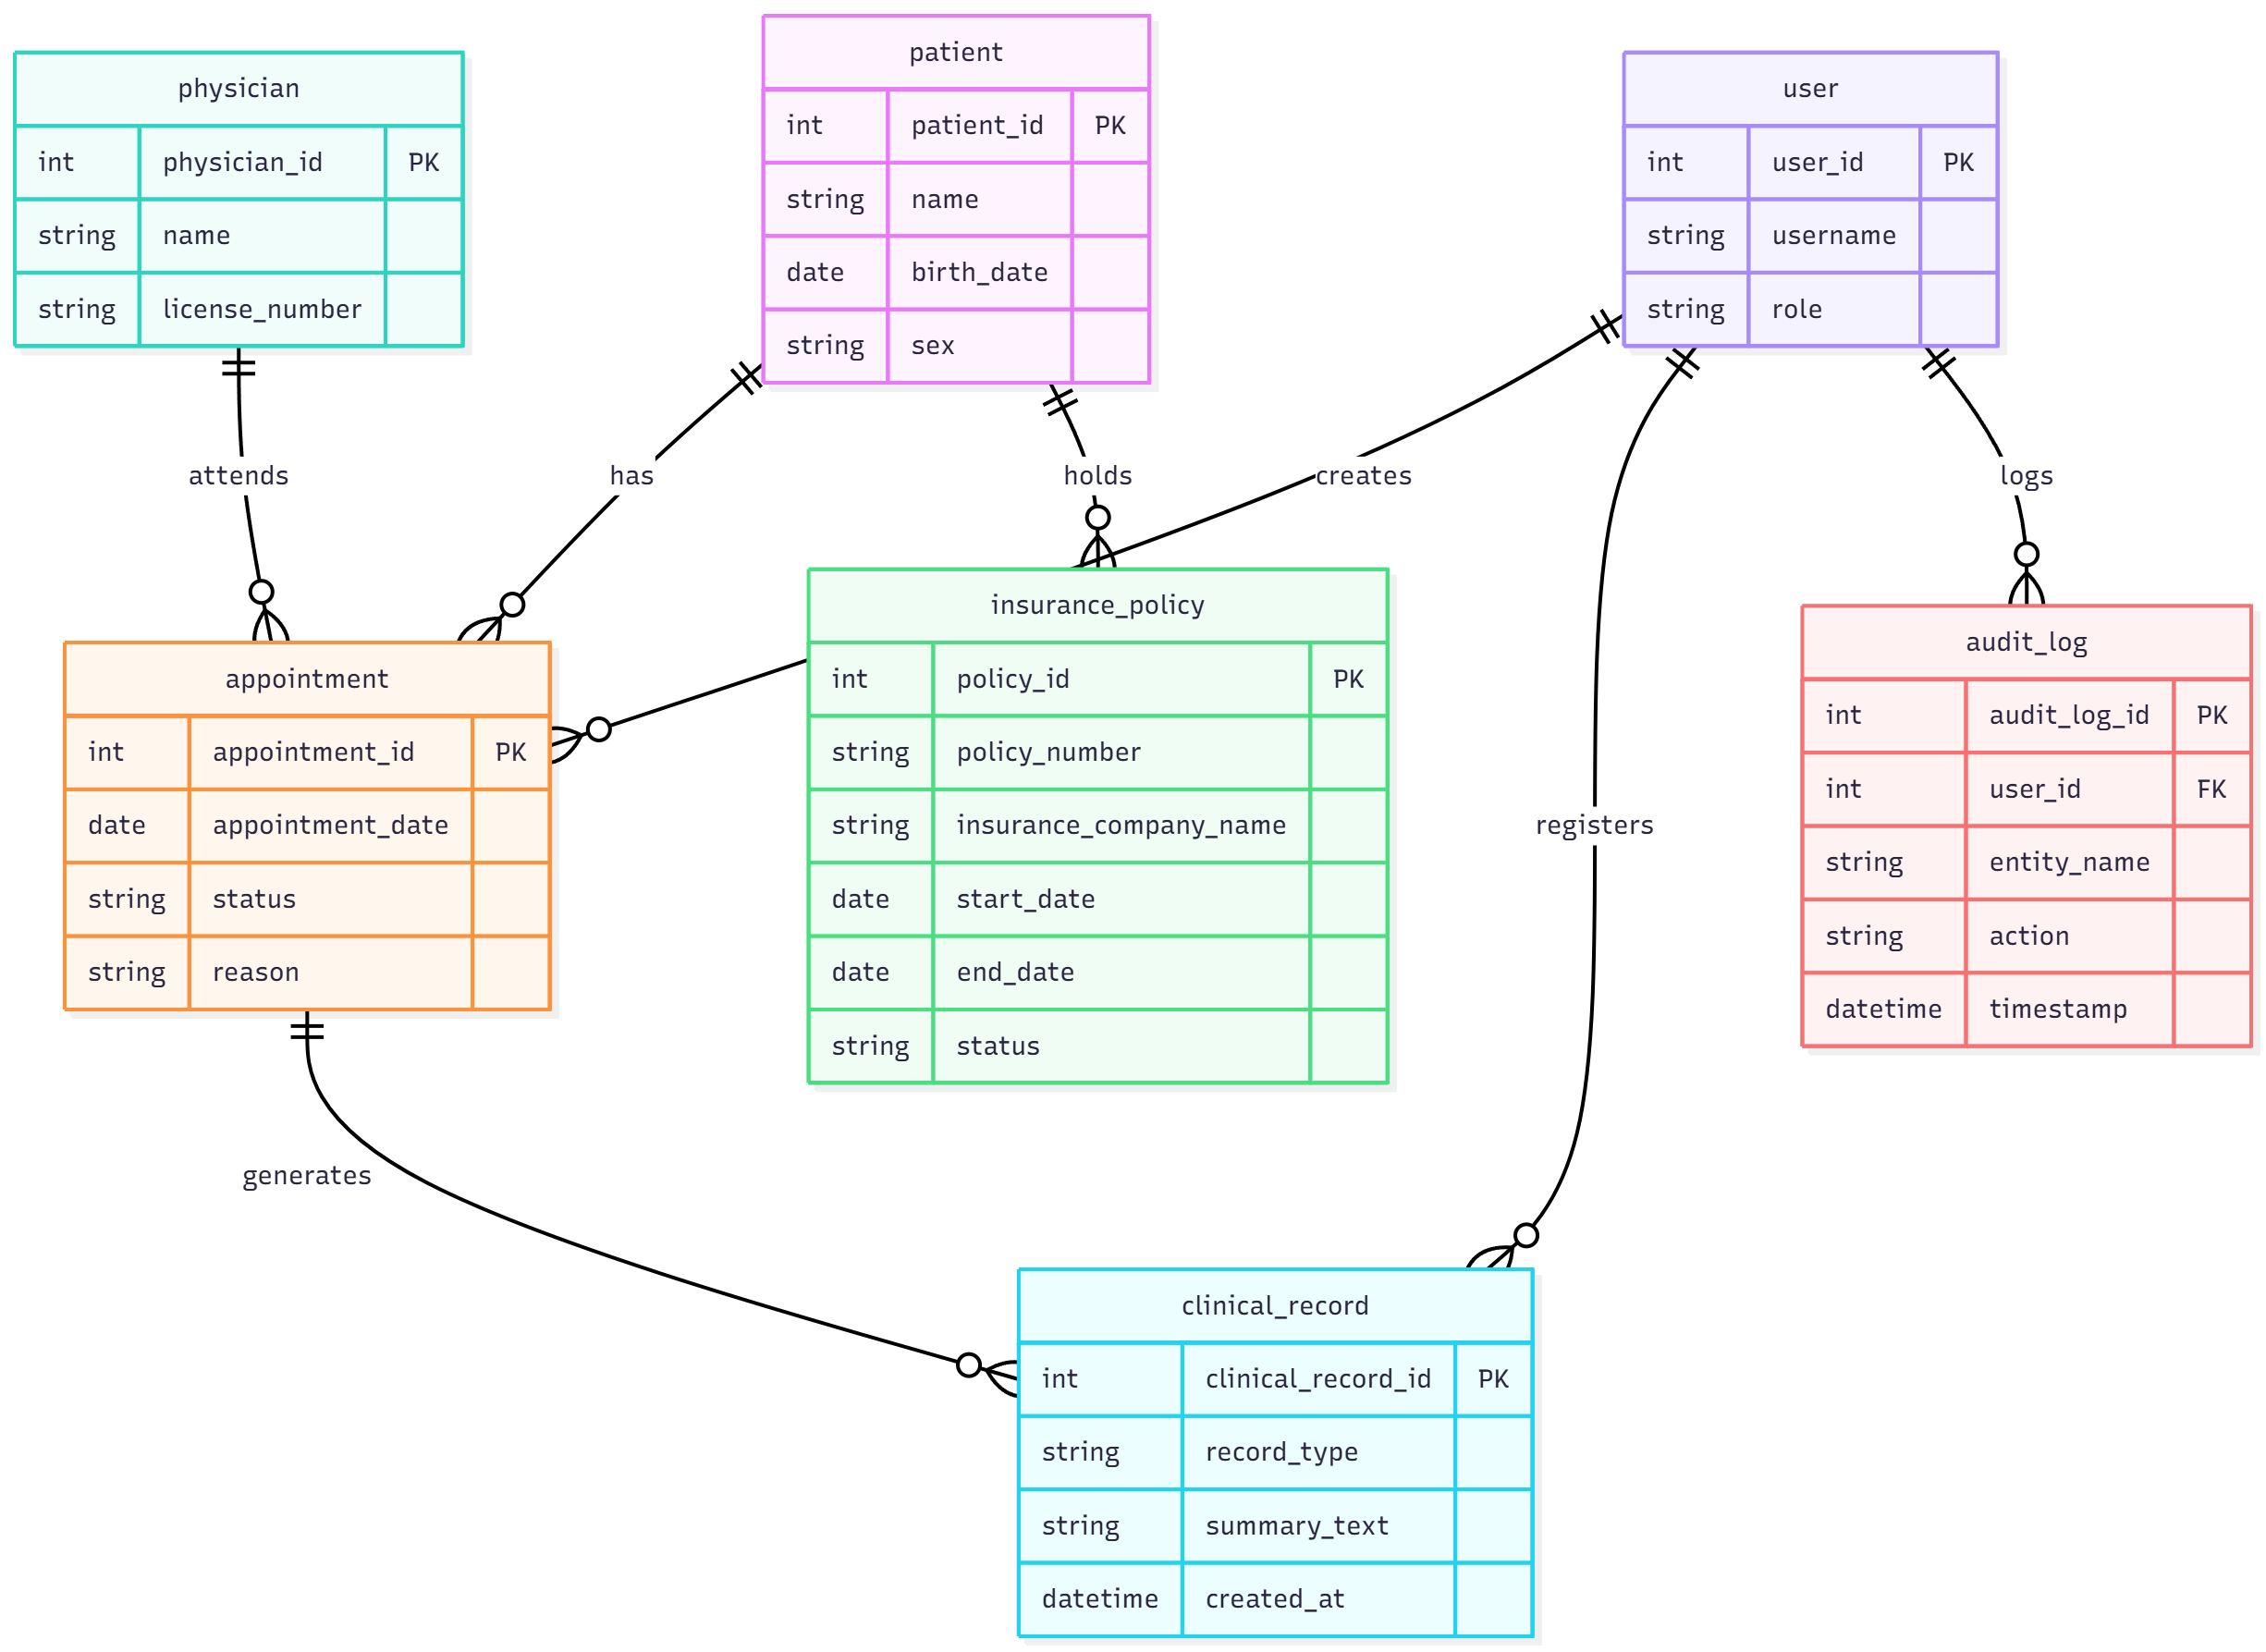 physician
int physician_id PK
string name
string license_number
patient
int patient_id PK
string name
date birth_date
string sex
user
int user_id PK
string username
string role
attends
has
holds
creates
logs
appointment
int appointment_id PK
date appointment_date
string status
string reason
insurance_policy
int policy_id PK
string policy_number
string insurance_company_name
date start_date
date end_date
string status
registers
audit_log
int audit_log_id PK
int user_id FK
string entity_name
string action
datetime timestamp
generates
clinical_record
int clinical_record_id PK
string record_type
string summary_text
datetime created_at